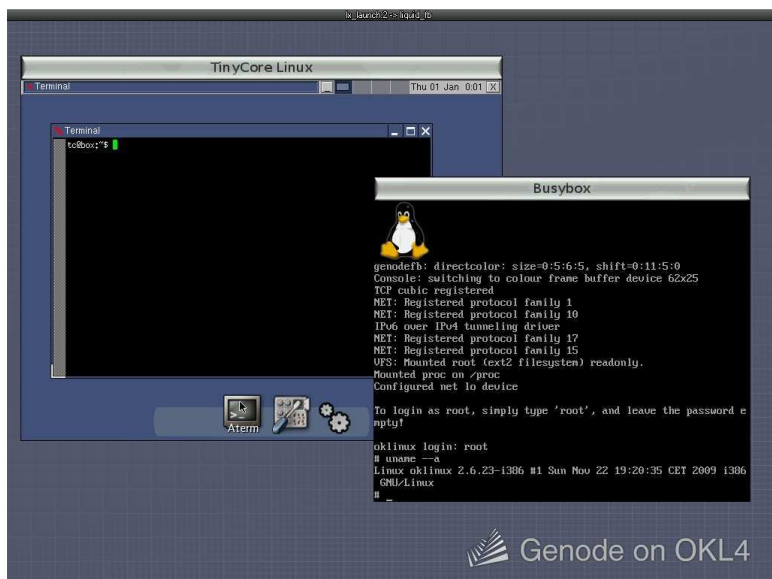 lx_launch:2 -> liquid_fb
TinyCore Linux
Terminal
Thu 01 Jan 0:01 X
Terminal
tc@box:~$
Aterm
Busybox
genodefb: directcolor: size=0:5:6:5, shift=0:11:5:0
Console: switching to colour frame buffer device 62x25
TCP cubic registered
NET: Registered protocol family 1
NET: Registered protocol family 10
IPv6 over IPv4 tunneling driver
NET: Registered protocol family 17
NET: Registered protocol family 15
VFS: Mounted root (ext2 filesystem) readonly.
Mounted proc on /proc
Configured net lo device
To login as root, simply type 'root', and leave the password e
mpty!
oklinux login: root
# uname --a
Linux oklinux 2.6.23-i386 #1 Sun Nov 22 19:20:35 CET 2009 i386
GNU/Linux
# _
Genode on OKL4